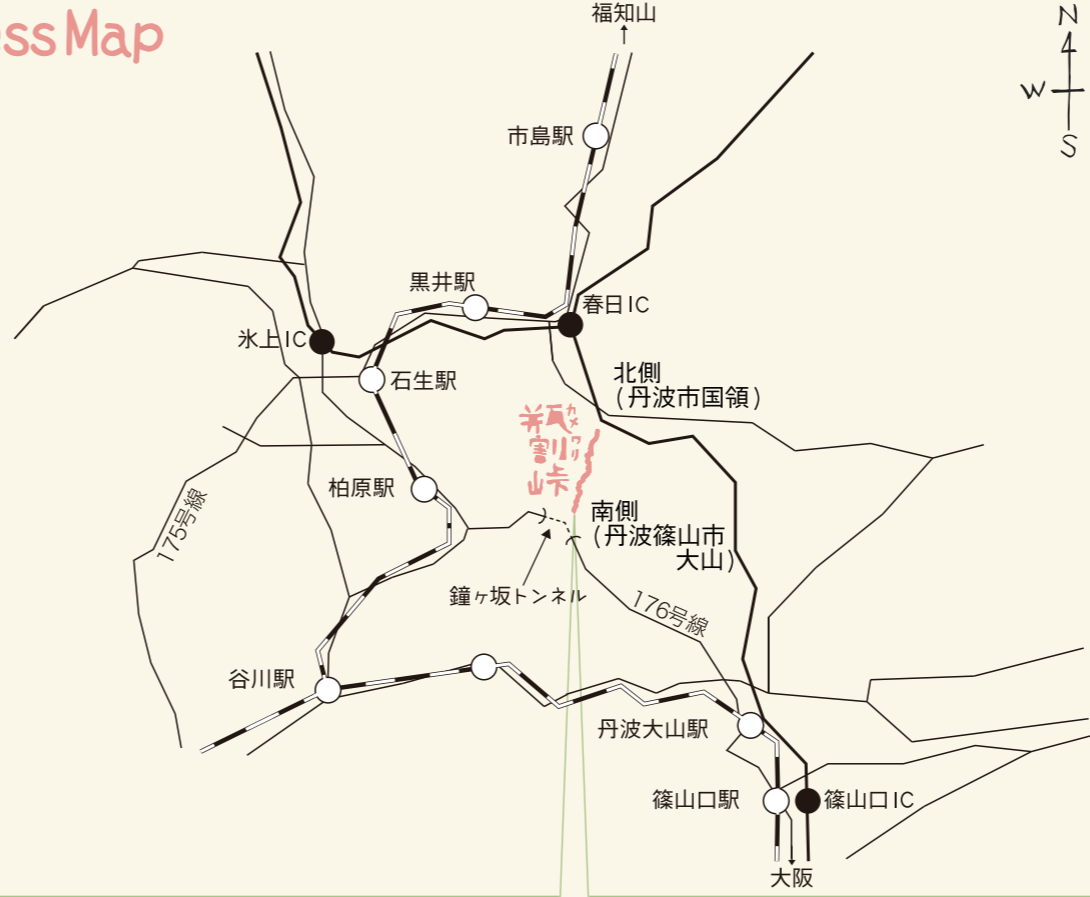 ss Map
福知山
N
W
S
市島駅
黒井駅
春日IC
氷上IC
石生駅
北側
(丹波市国領)
瓶割峠
カメワリ
柏原駅
南側
(丹波篠山市
大山)
175号線
鐘ヶ坂トンネル
176号線
谷川駅
丹波大山駅
篠山口駅
篠山口IC
大阪